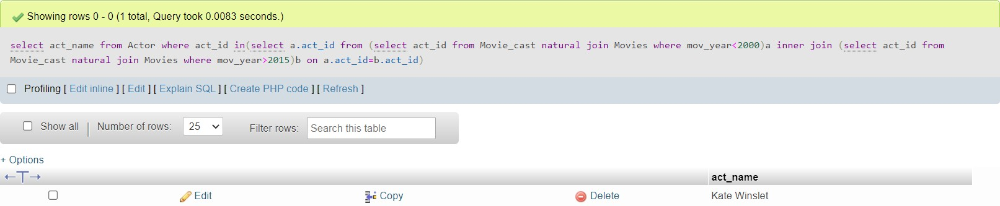 Showing rows 0 - 0 (1 total, Query took 0.0083 seconds.)
select act_name from Actor where act_id in(select a.act_id from (select act_id from Movie_cast natural join Movies where mov_year<2000)a inner join (select act_id from
Movie_cast natural join Movies where mov_year>2015)b on a.act_id=b.act_id)
Profiling [ Edit inline ] [ Edit ] [ Explain SQL ] [ Create PHP code ] [ Refresh ]
Show all | Number of rows: 25 Filter rows: Search this table
+ Options
←T→ act_name
Edit Copy Delete Kate Winslet